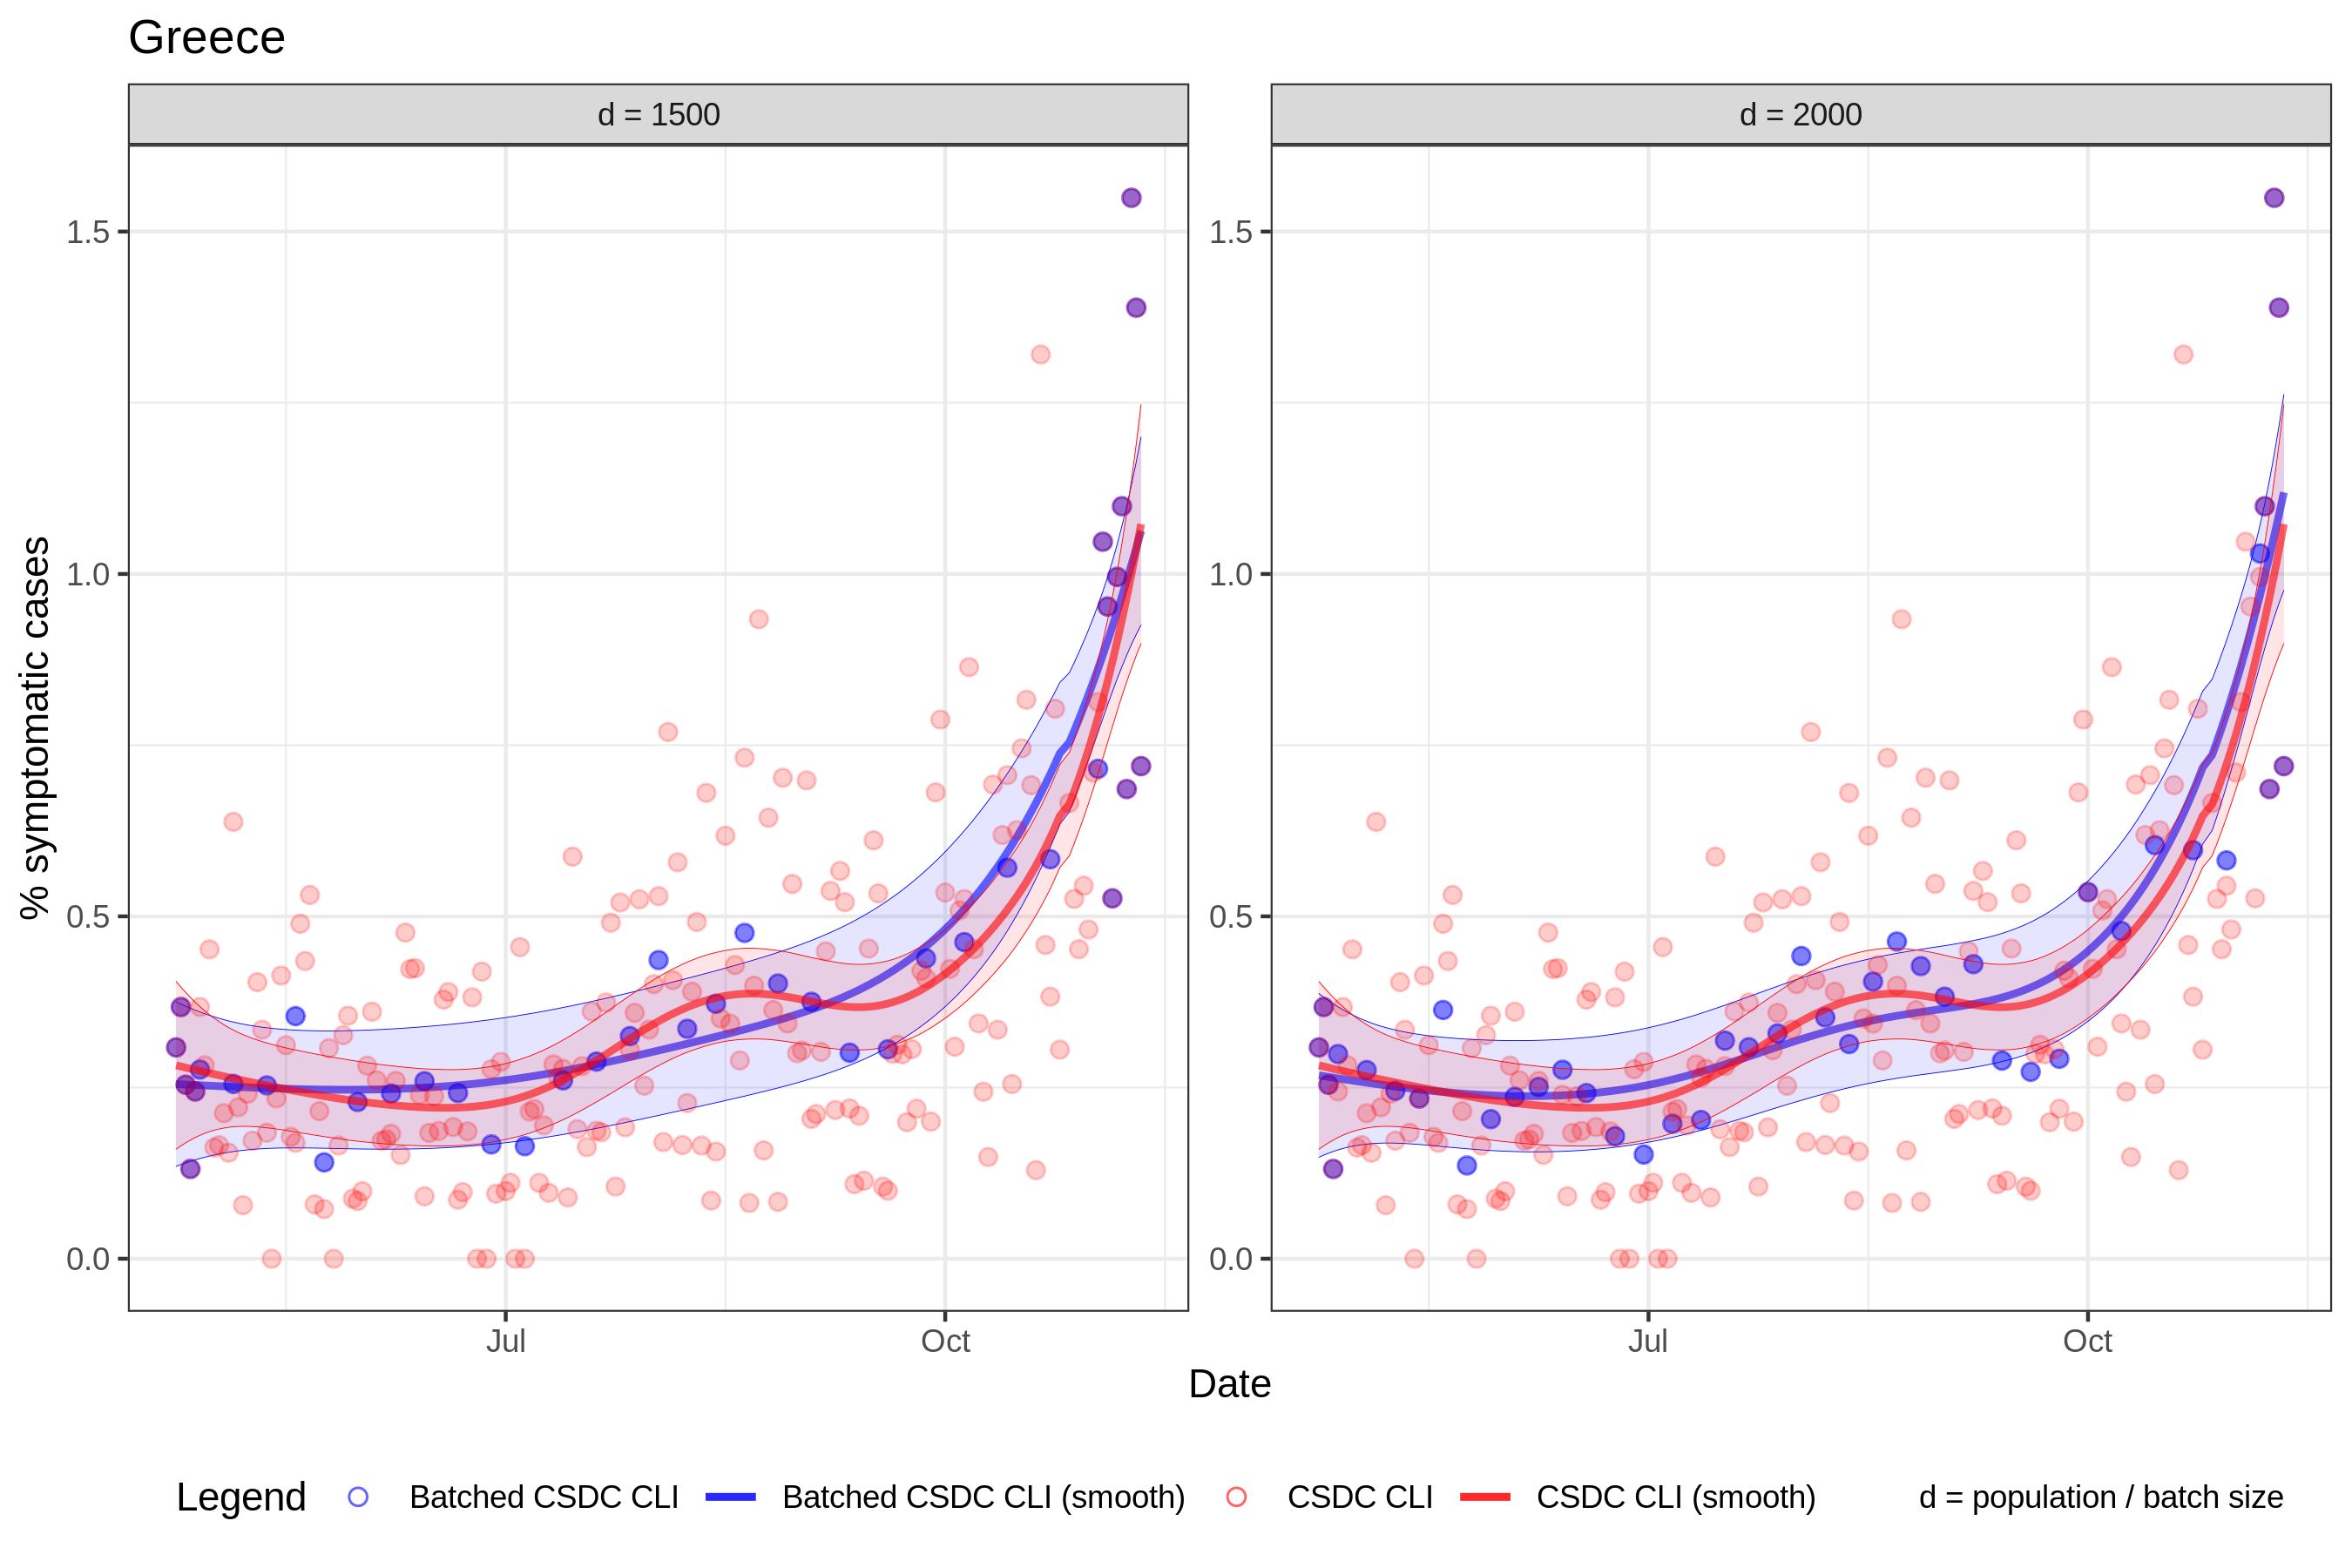 Greece
d = 1500
d = 2000
% symptomatic cases
1.5
1.0
0.5
0.0
1.5
1.0
0.5
0.0
Jul
Oct
Jul
Oct
Date
Legend
Batched CSDC CLI
Batched CSDC CLI (smooth)
CSDC CLI
CSDC CLI (smooth)
d = population / batch size